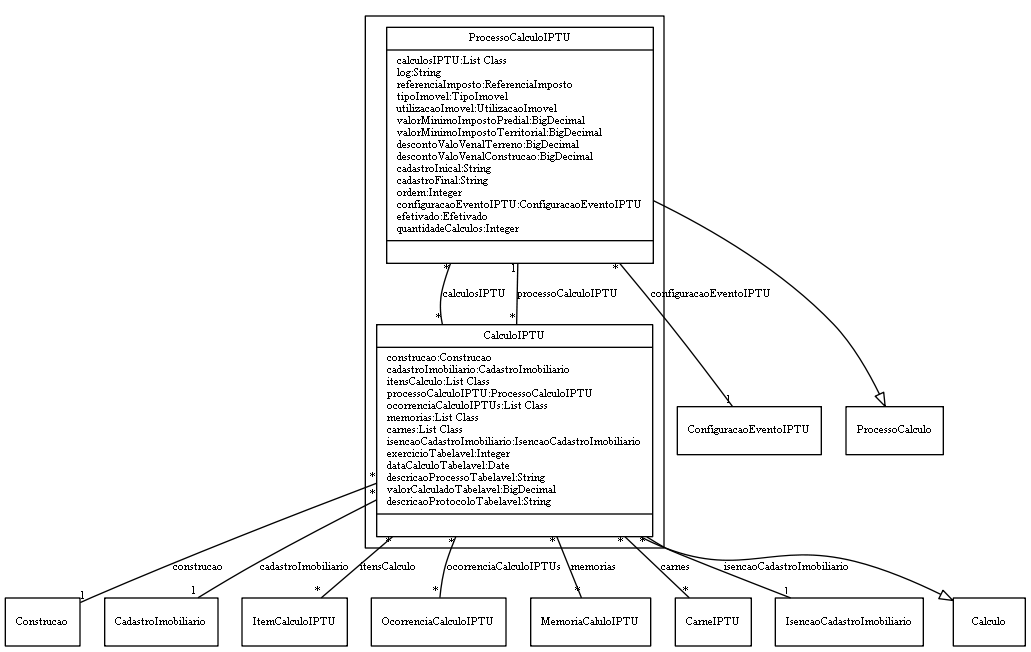 ProcessoCalculoIPTU
calculosIPTU:List Class
log:String
referenciaImposto:ReferenciaImposto
tipoImovel:TipoImovel
utilizacaoImovel:UtilizacaoImovel
valorMinimoImpostoPredial:BigDecimal
valorMinimoImpostoTerritorial:BigDecimal
descontoValoVenalTerreno:BigDecimal
descontoValoVenalConstrucao:BigDecimal
cadastroInical:String
cadastroFinal:String
ordem:Integer
configuracaoEventoIPTU:ConfiguracaoEventoIPTU
efetivado:Efetivado
quantidadeCalculos:Integer
* 1 *
calculosIPTU processoCalculoIPTU configuracaoEventoIPTU
* *
CalculoIPTU
construcao:Construcao
cadastroImobiliario:CadastroImobiliario
itensCalculo:List Class
processoCalculoIPTU:ProcessoCalculoIPTU
ocorrenciaCalculoIPTUs:List Class
memorias:List Class
carnes:List Class
isencaoCadastroImobiliario:IsencaoCadastroImobiliario
exercicioTabelavel:Integer
dataCalculoTabelavel:Date
descricaoProcessoTabelavel:String
valorCalculadoTabelavel:BigDecimal
descricaoProtocoloTabelavel:String
1
ConfiguracaoEventoIPTU
ProcessoCalculo
*
*
* * * * *
construcao cadastroImobiliario itensCalculo ocorrenciaCalculoIPTUs memorias carnes isencaoCadastroImobiliario
1 1 * * * * 1
Construcao
CadastroImobiliario
ItemCalculoIPTU
OcorrenciaCalculoIPTU
MemoriaCaluloIPTU
CarneIPTU
IsencaoCadastroImobiliario
Calculo